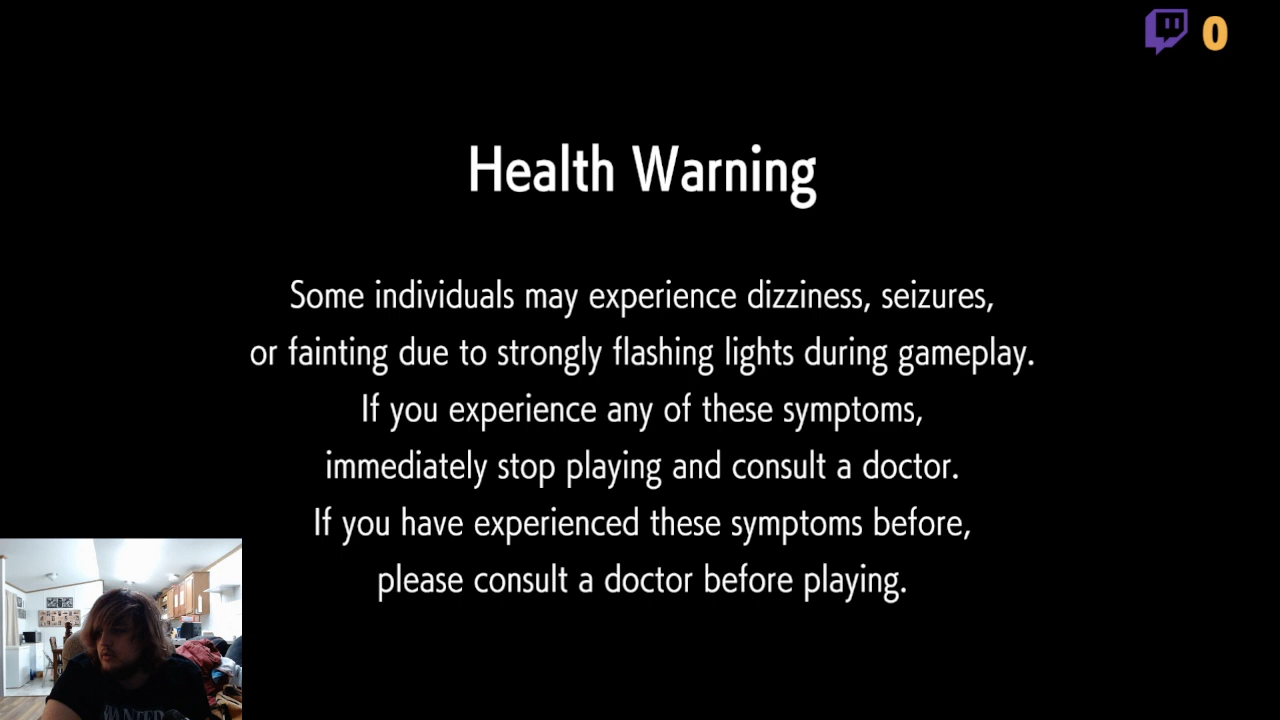 0
Health Warning
Some individuals may experience dizziness, seizures,
or fainting due to strongly flashing lights during gameplay.
If you experience any of these symptoms,
immediately stop playing and consult a doctor.
If you have experienced these symptoms before,
please consult a doctor before playing.